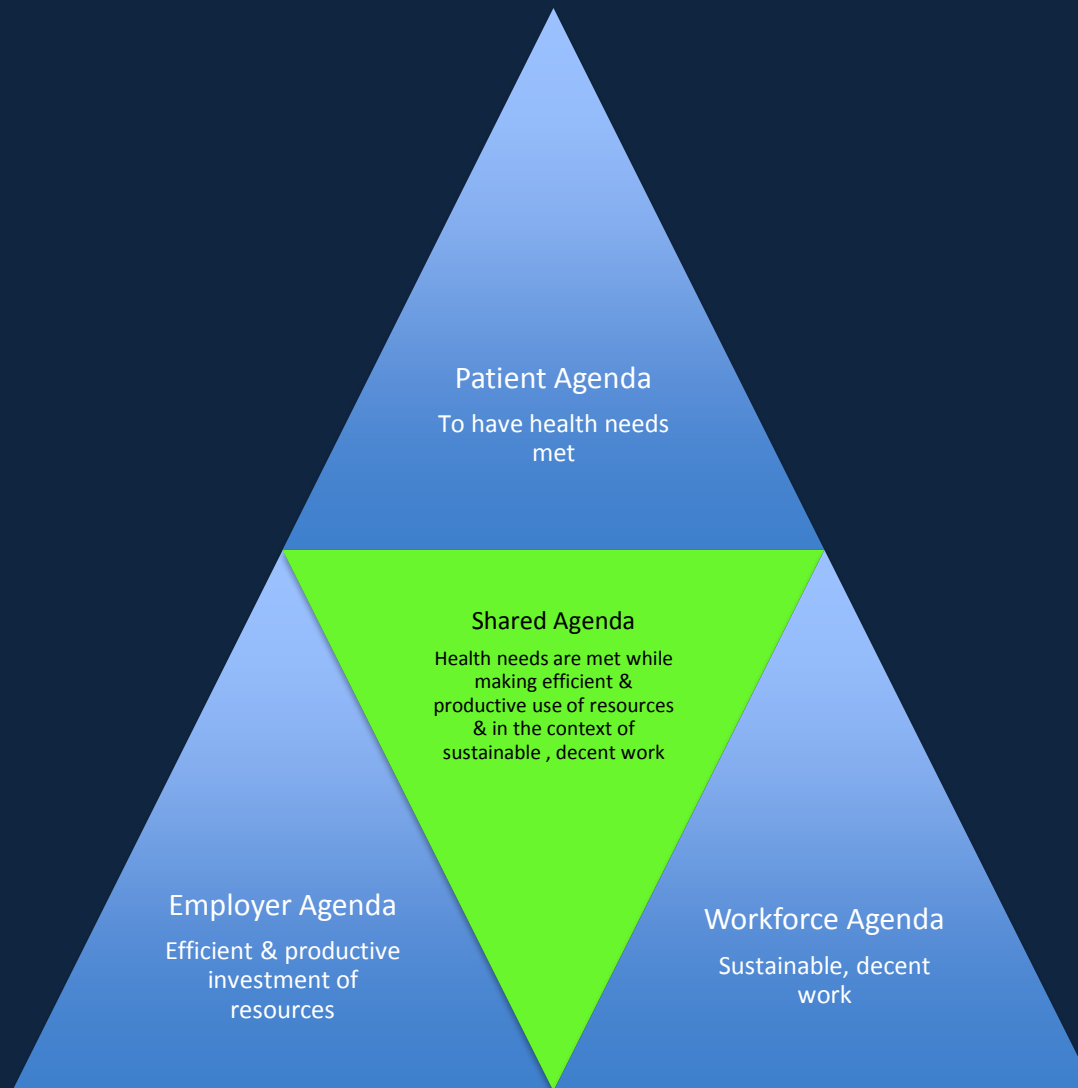 Patient Agenda
To have health needs
met
Shared Agenda
Health needs are met while
making efficient &
productive use of resources
& in the context of
sustainable , decent work
Employer Agenda
Efficient & productive
investment of
resources
Workforce Agenda
Sustainable, decent
work